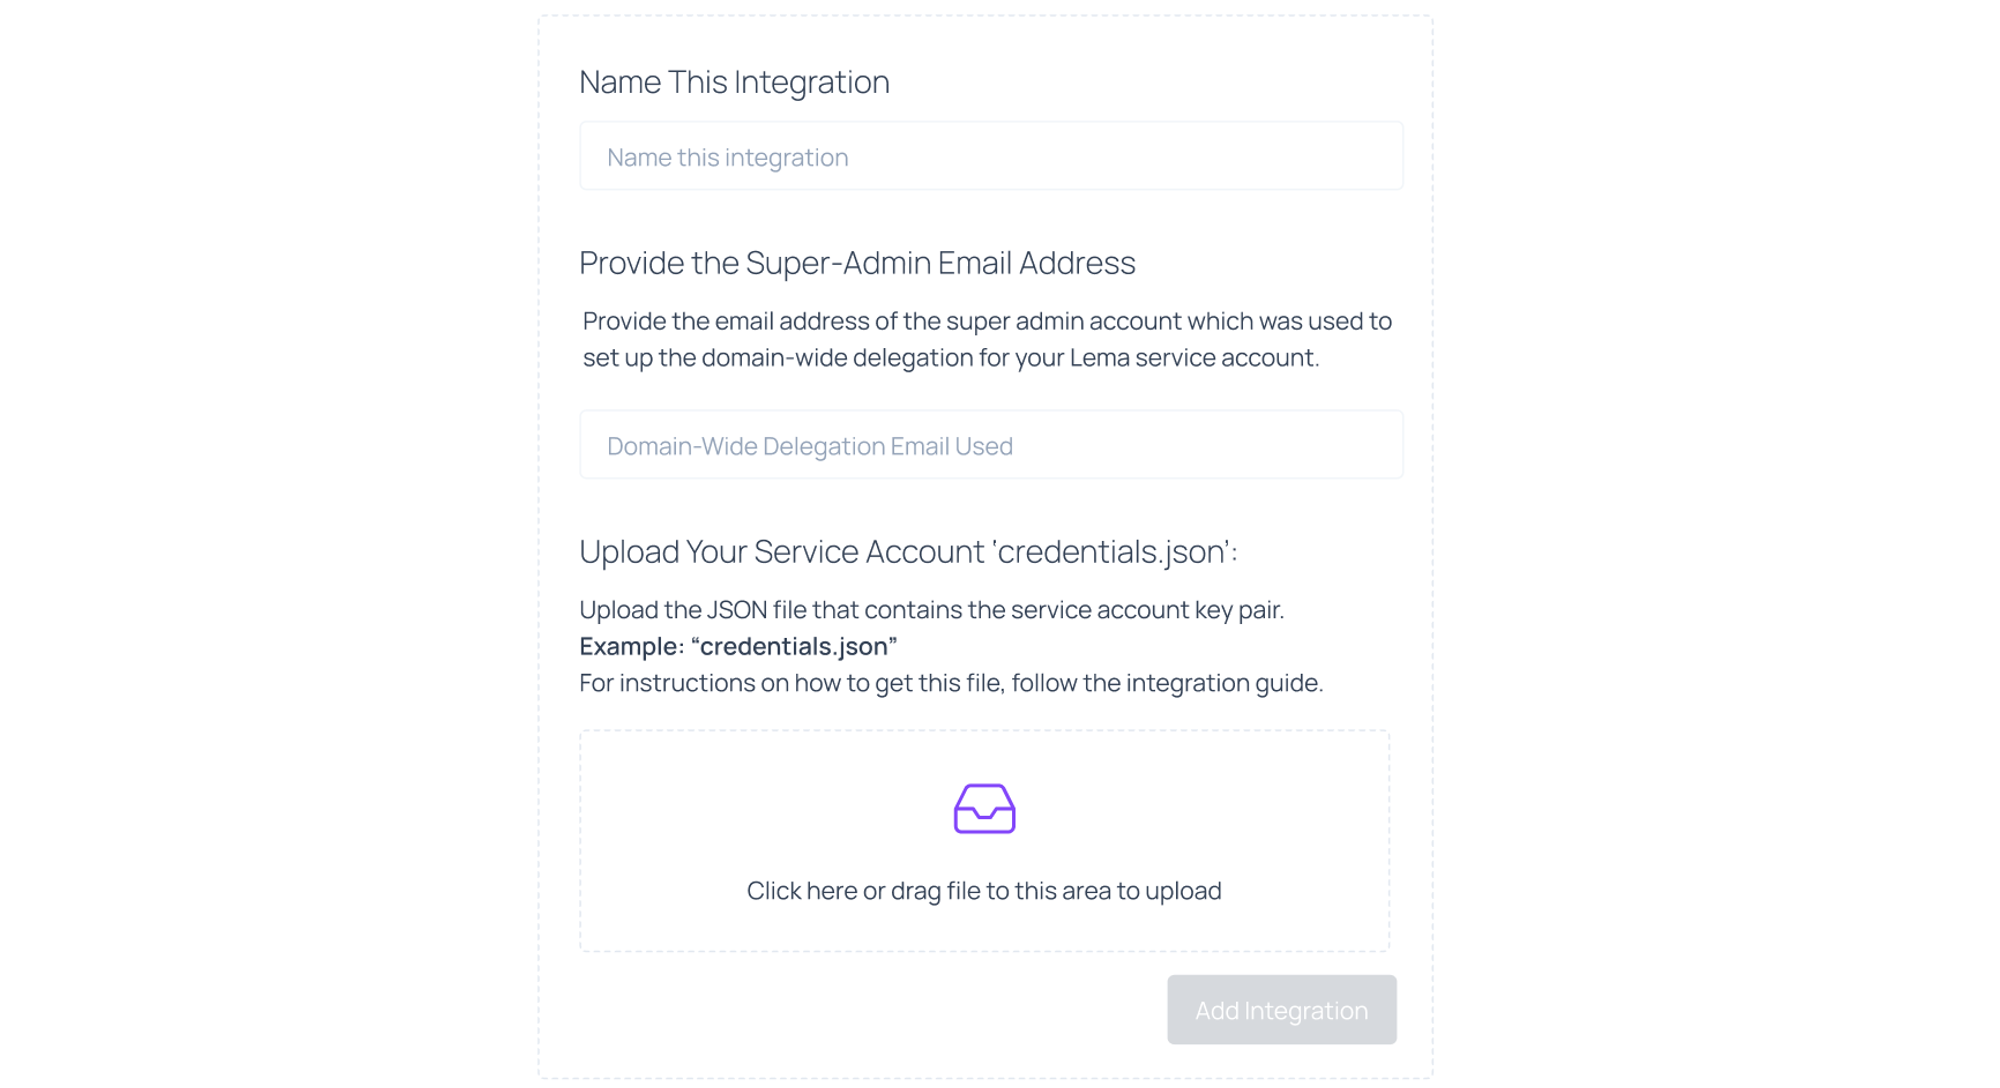 Name This Integration
Name this integration
Provide the Super-Admin Email Address
Provide the email address of the super admin account which was used to
set up the domain-wide delegation for your Lema service account.
Domain-Wide Delegation Email Used
Upload Your Service Account ‘credentials.json’:
Upload the JSON file that contains the service account key pair.
Example: “credentials.json”
For instructions on how to get this file, follow the integration guide.
Click here or drag file to this area to upload
Add Integration